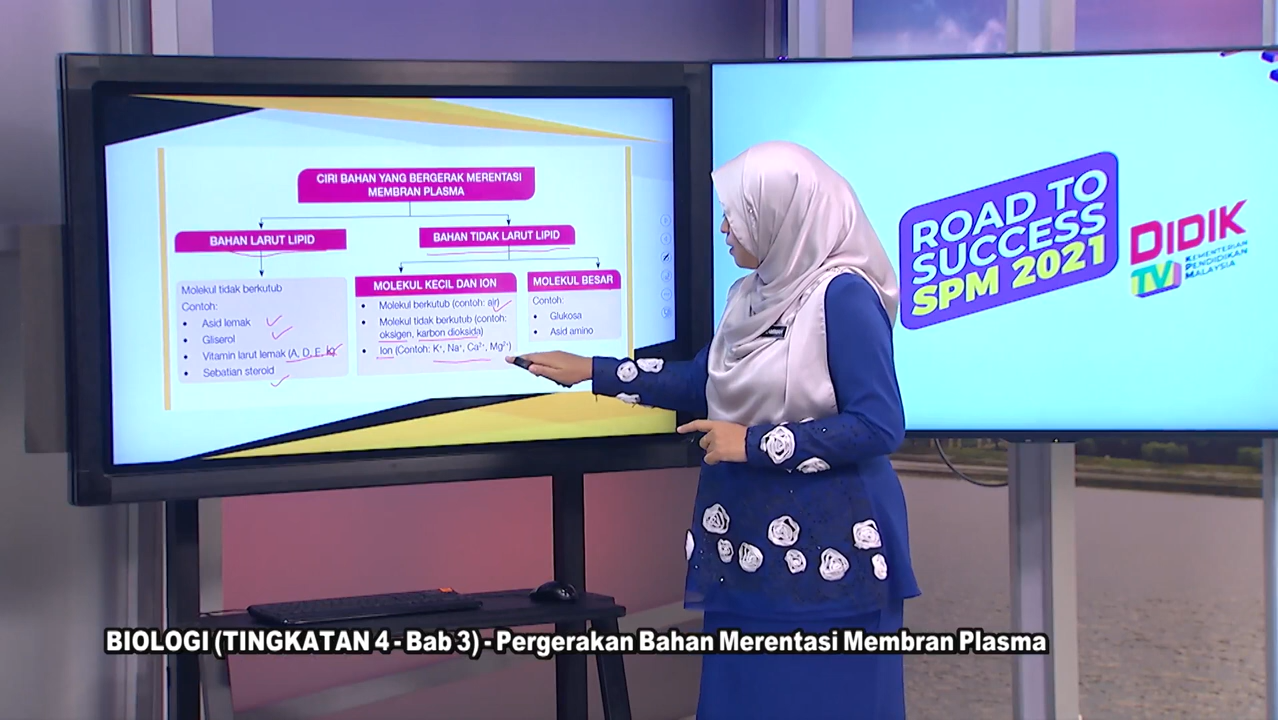 CIRI BAHAN YANG BERGERAK MERENTASI
MEMBRAN PLASMA
BAHAN LARUT LIPID
BAHAN TIDAK LARUT LIPID
Molekul tidak berkutub
Contoh:
• Asid lemak
• Gliserol
• Vitamin larut lemak (A, D, E, K)
• Sebatian steroid
MOLEKUL KECIL DAN ION
• Molekul berkutub (contoh: air)
• Molekul tidak berkutub (contoh:
oksigen, karbon dioksida)
• Ion (Contoh: K⁺, Na⁺, Ca²⁺, Mg²⁺)
MOLEKUL BESAR
Contoh:
• Glukosa
• Asid amino
ROAD TO
SUCCESS
SPM 2021
DIDIK
TV
KEMENTERIAN
PENDIDIKAN
MALAYSIA
BIOLOGI (TINGKATAN 4 - Bab 3) - Pergerakan Bahan Merentasi Membran Plasma